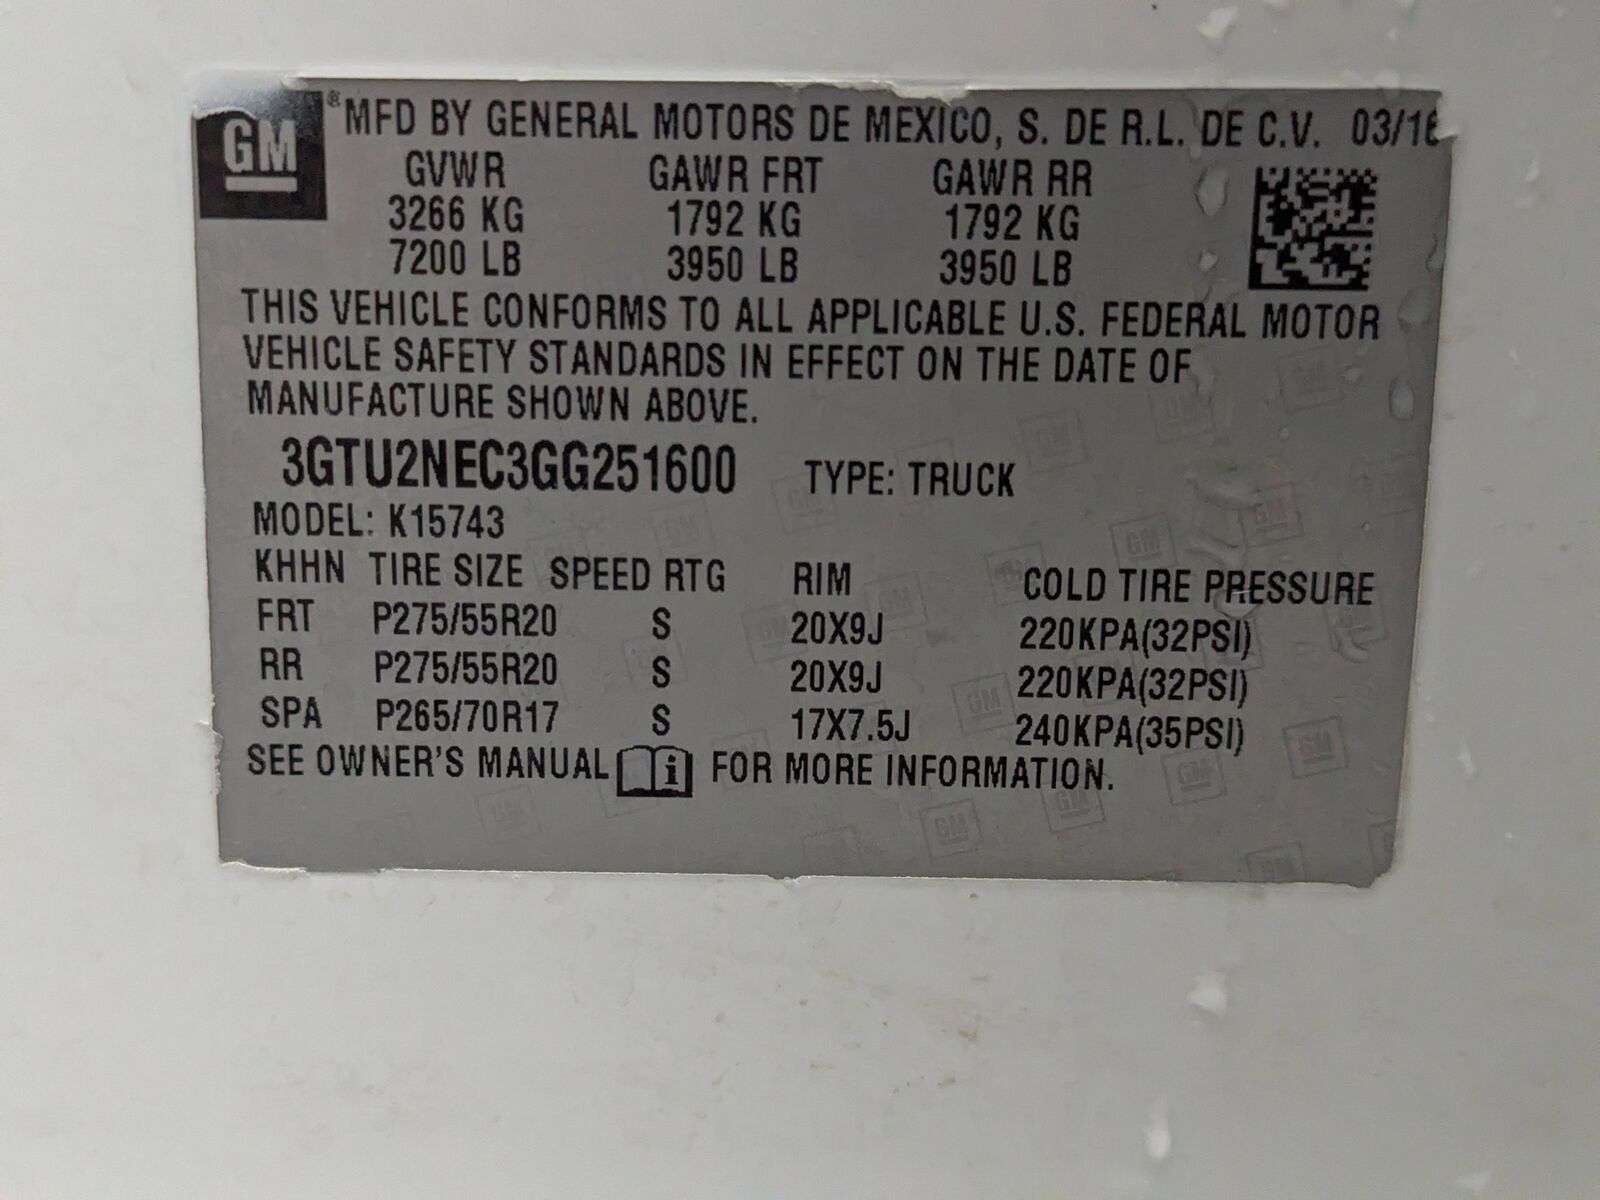 GM ® MFD BY GENERAL MOTORS DE MEXICO, S. DE R.L. DE C.V. 03/16
GVWR GAWR FRT GAWR RR
3266 KG 1792 KG 1792 KG
7200 LB 3950 LB 3950 LB
THIS VEHICLE CONFORMS TO ALL APPLICABLE U.S. FEDERAL MOTOR
VEHICLE SAFETY STANDARDS IN EFFECT ON THE DATE OF
MANUFACTURE SHOWN ABOVE.
3GTU2NEC3GG251600 TYPE: TRUCK
MODEL: K15743
KHHN TIRE SIZE SPEED RTG RIM COLD TIRE PRESSURE
FRT P275/55R20 S 20X9J 220KPA(32PSI)
RR P275/55R20 S 20X9J 220KPA(32PSI)
SPA P265/70R17 S 17X7.5J 240KPA(35PSI)
SEE OWNER'S MANUAL i FOR MORE INFORMATION.